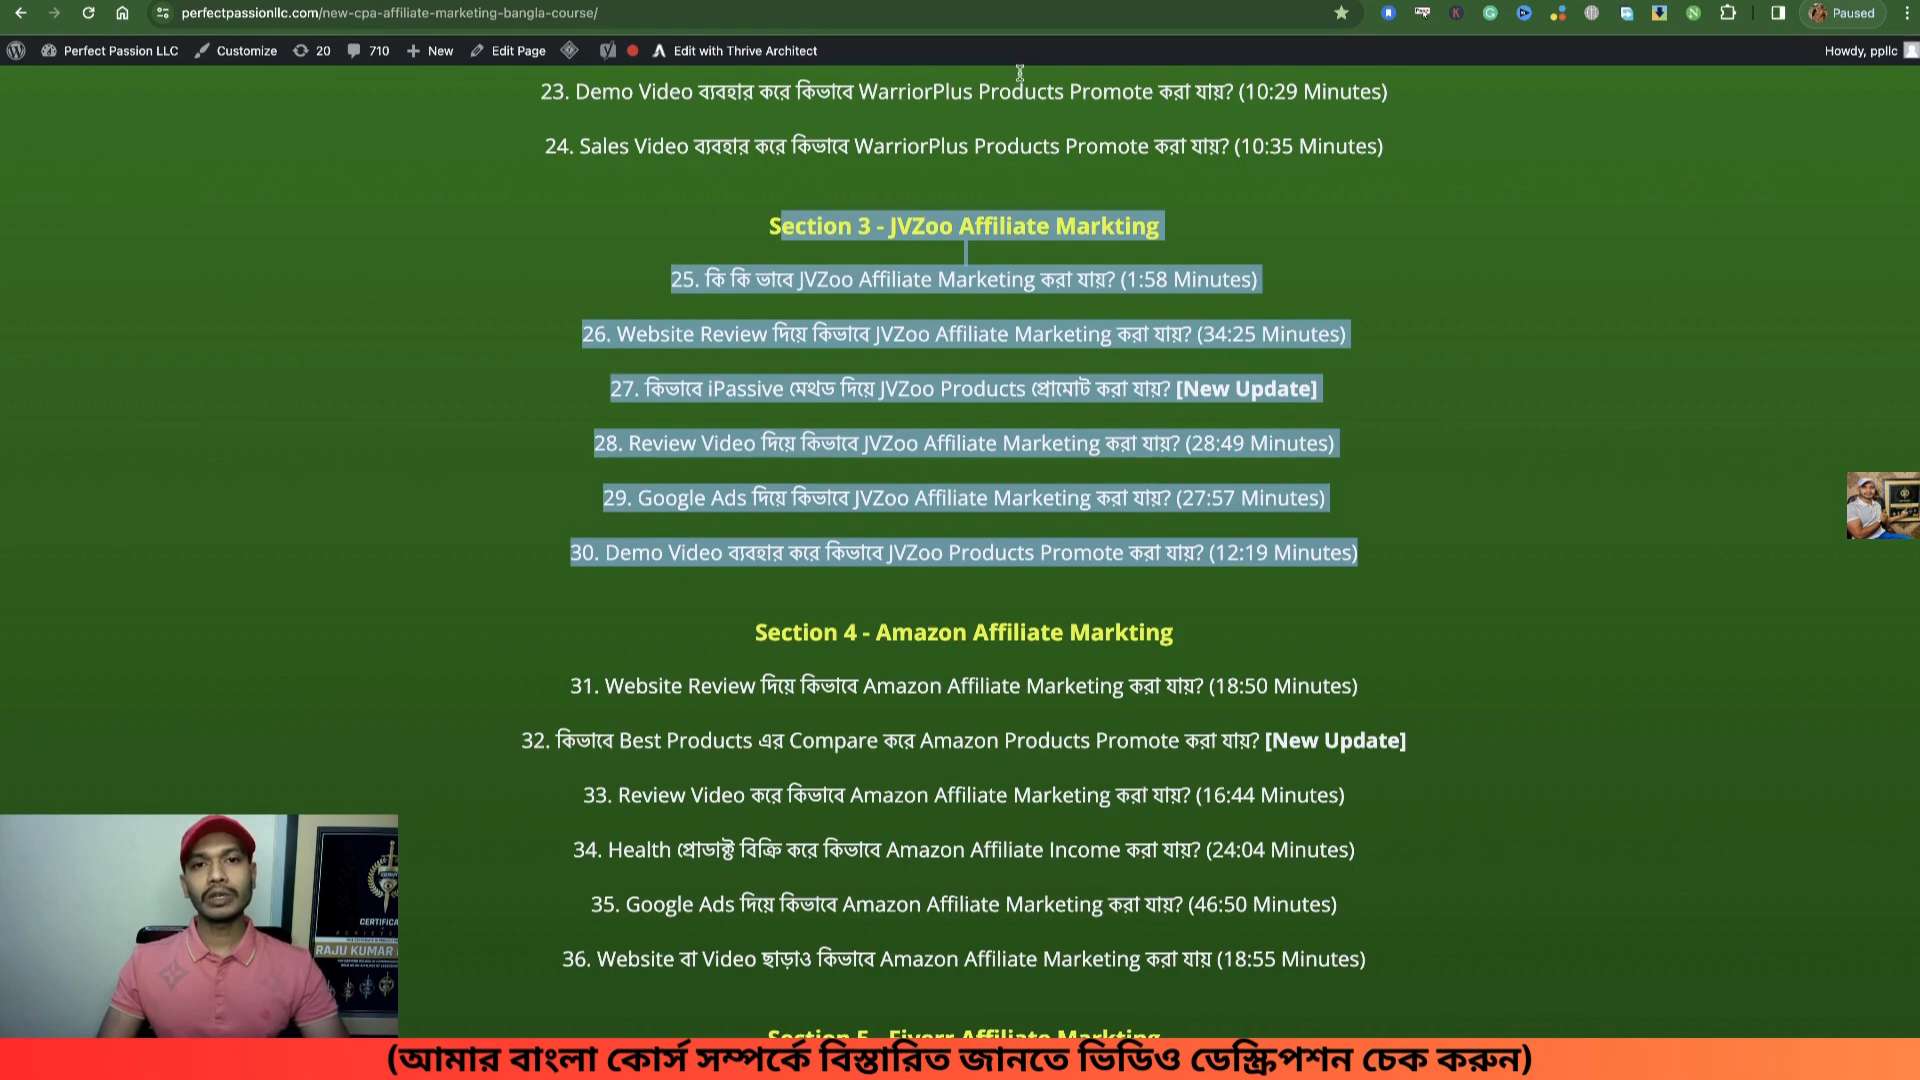 perfectpassionllc.com/new-cpa-affiliate-marketing-bangla-course/
Paused
Perfect Passion LLC
Customize
20
710
New
Edit Page
Edit with Thrive Architect
Howdy, ppllc
23. Demo Video ব্যবহার করে কিভাবে WarriorPlus Products Promote করা যায়? (10:29 Minutes)
24. Sales Video ব্যবহার করে কিভাবে WarriorPlus Products Promote করা যায়? (10:35 Minutes)
Section 3 - JVZoo Affiliate Markting
25. কি কি ভাবে JVZoo Affiliate Marketing করা যায়? (1:58 Minutes)
26. Website Review দিয়ে কিভাবে JVZoo Affiliate Marketing করা যায়? (34:25 Minutes)
27. কিভাবে iPassive মেথড দিয়ে JVZoo Products প্রোমোট করা যায়? [New Update]
28. Review Video দিয়ে কিভাবে JVZoo Affiliate Marketing করা যায়? (28:49 Minutes)
29. Google Ads দিয়ে কিভাবে JVZoo Affiliate Marketing করা যায়? (27:57 Minutes)
30. Demo Video ব্যবহার করে কিভাবে JVZoo Products Promote করা যায়? (12:19 Minutes)
Section 4 - Amazon Affiliate Markting
31. Website Review দিয়ে কিভাবে Amazon Affiliate Marketing করা যায়? (18:50 Minutes)
32. কিভাবে Best Products এর Compare করে Amazon Products Promote করা যায়? [New Update]
33. Review Video করে কিভাবে Amazon Affiliate Marketing করা যায়? (16:44 Minutes)
34. Health প্রোডাক্ট বিক্রি করে কিভাবে Amazon Affiliate Income করা যায়? (24:04 Minutes)
35. Google Ads দিয়ে কিভাবে Amazon Affiliate Marketing করা যায়? (46:50 Minutes)
36. Website বা Video ছাড়াও কিভাবে Amazon Affiliate Marketing করা যায় (18:55 Minutes)
Section 5 - Fiverr Affiliate Markting
CERTIFICA
RAJU KUMAR
(আমার বাংলা কোর্স সম্পর্কে বিস্তারিত জানতে ভিডিও ডেস্ক্রিপশন চেক করুন)